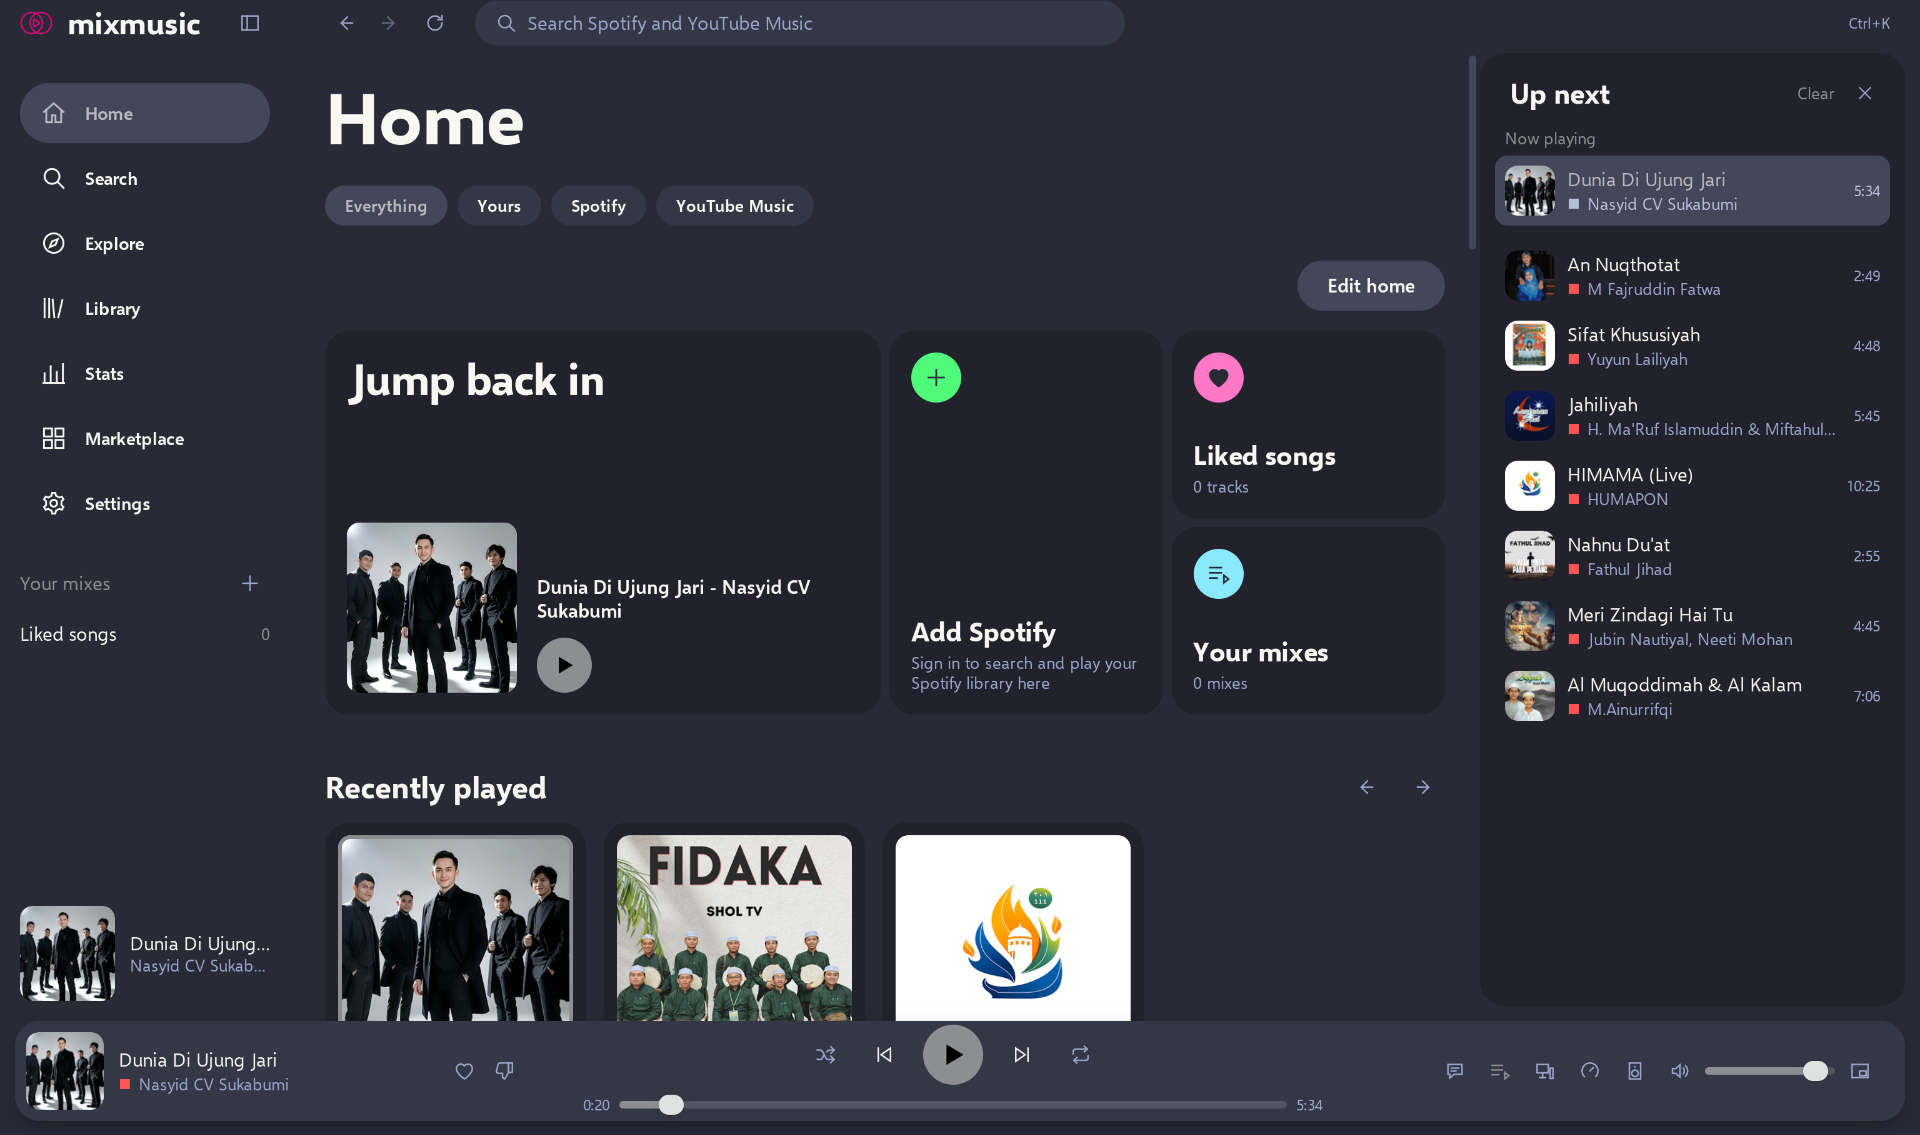 mixmusic
Search Spotify and YouTube Music
Ctrl+K
Home
Search
Explore
Library
Stats
Marketplace
Settings
Your mixes
Liked songs
0
Dunia Di Ujung...
Nasyid CV Sukab...
Home
Everything
Yours
Spotify
YouTube Music
Edit home
Jump back in
Dunia Di Ujung Jari - Nasyid CV
Sukabumi
Add Spotify
Sign in to search and play your
Spotify library here
Liked songs
0 tracks
Your mixes
0 mixes
Recently played
FIDAKA
SHOL TV
111
Up next
Clear
Now playing
Dunia Di Ujung Jari
Nasyid CV Sukabumi
5:34
An Nuqthotat
M Fajruddin Fatwa
2:49
Sifat Khususiyah
Yuyun Lailiyah
4:48
Jahiliyah
H. Ma'Ruf Islamuddin & Miftahul...
5:45
HIMAMA (Live)
HUMAPON
10:25
FATHUL JIHAD
Nahnu Du'at
Fathul Jihad
2:55
Meri Zindagi Hai Tu
Jubin Nautiyal, Neeti Mohan
4:45
Al Muqoddimah & Al Kalam
M.Ainurrifqi
7:06
Dunia Di Ujung Jari
Nasyid CV Sukabumi
0:20
5:34